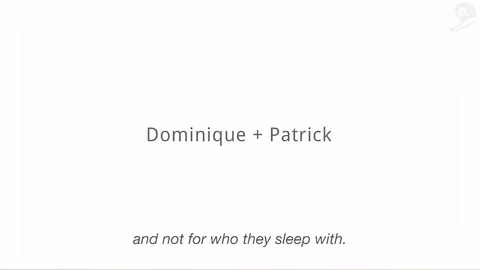 Dominique + Patrick
and not for who they sleep with.